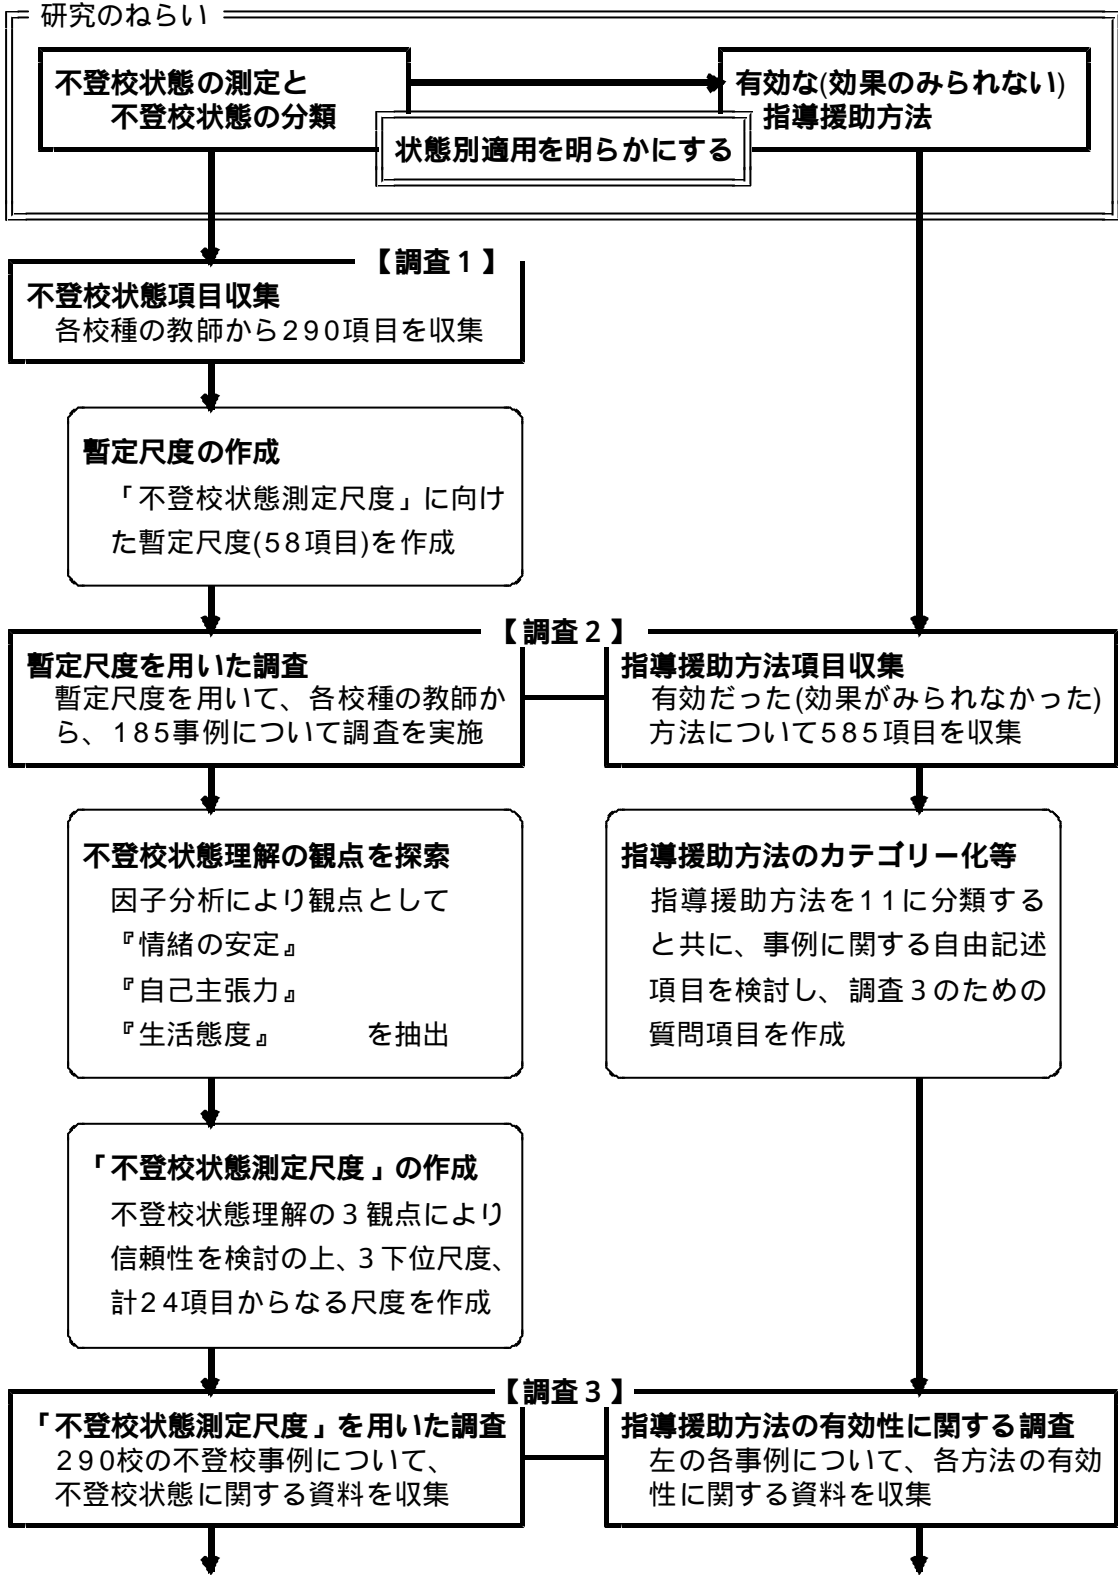 研究のねらい
不登校状態の測定と
不登校状態の分類
有効な(効果のみられない)
指導援助方法
状態別適用を明らかにする
【調査1】
不登校状態項目収集
各校種の教師から290項目を収集
暫定尺度の作成
「不登校状態測定尺度」に向け
た暫定尺度(58項目)を作成
【調査2】
暫定尺度を用いた調査
暫定尺度を用いて、各校種の教師か
ら、185事例について調査を実施
指導援助方法項目収集
有効だった(効果がみられなかった)
方法について585項目を収集
不登校状態理解の観点を探索
因子分析により観点として
『情緒の安定』
『自己主張力』
『生活態度』 を抽出
指導援助方法のカテゴリー化等
指導援助方法を11に分類する
と共に、事例に関する自由記述
項目を検討し、調査3のための
質問項目を作成
「不登校状態測定尺度」の作成
不登校状態理解の3観点により
信頼性を検討の上、3下位尺度、
計24項目からなる尺度を作成
【調査3】
「不登校状態測定尺度」を用いた調査
290校の不登校事例について、
不登校状態に関する資料を収集
指導援助方法の有効性に関する調査
左の各事例について、各方法の有効
性に関する資料を収集